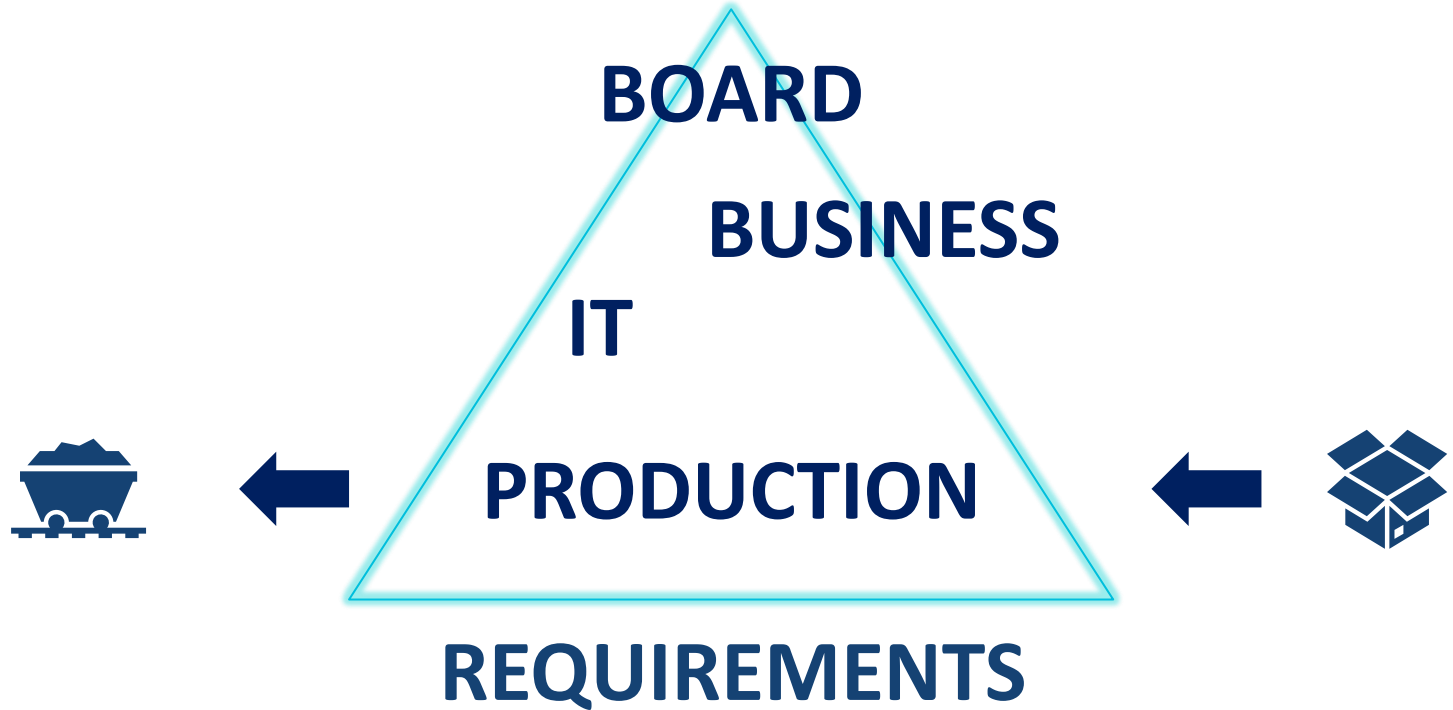 BOARD
BUSINESS
IT
PRODUCTION
REQUIREMENTS